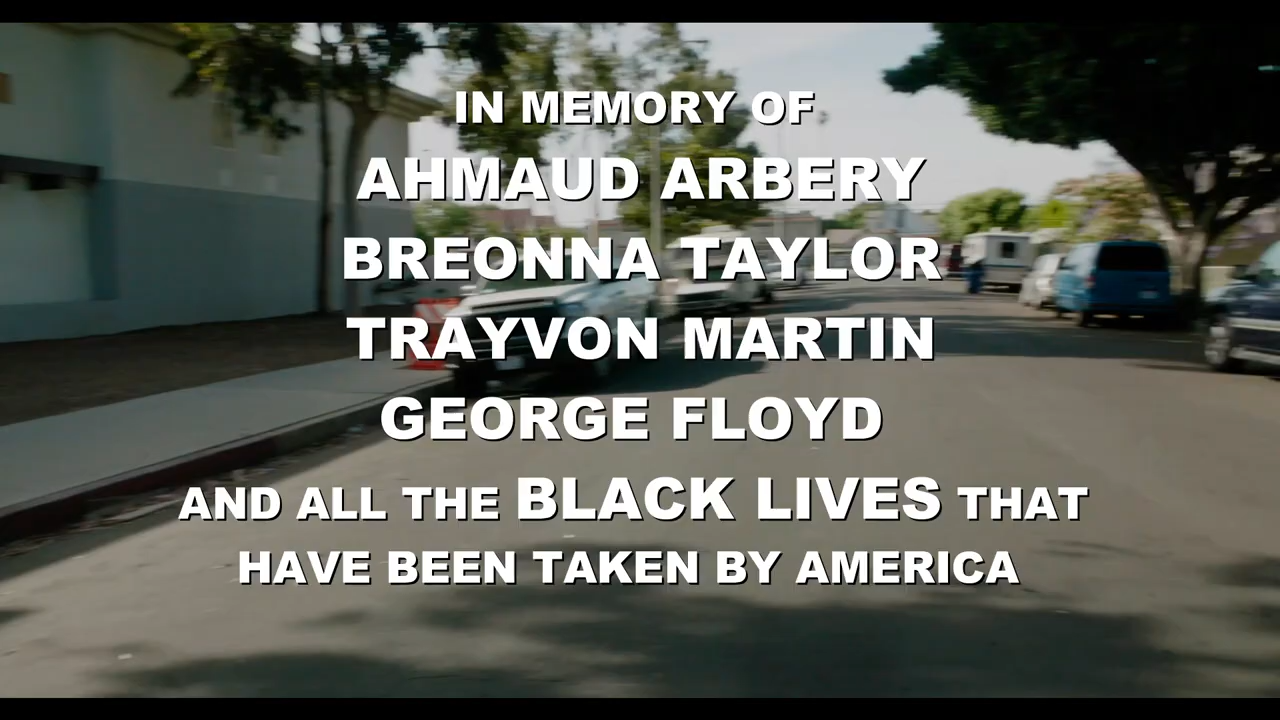 IN MEMORY OF
AHMAUD ARBERY
BREONNA TAYLOR
TRAYVON MARTIN
GEORGE FLOYD
AND ALL THE BLACK LIVES THAT
HAVE BEEN TAKEN BY AMERICA